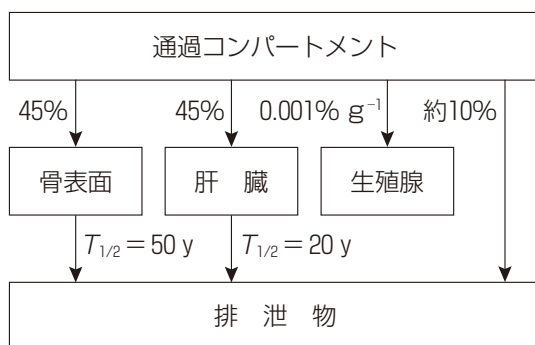 通過コンパートメント
45% 45% 0.001% g⁻¹ 約10%
骨表面 肝 臓 生殖腺
T1/2 = 50 y T1/2 = 20 y
排 泄 物